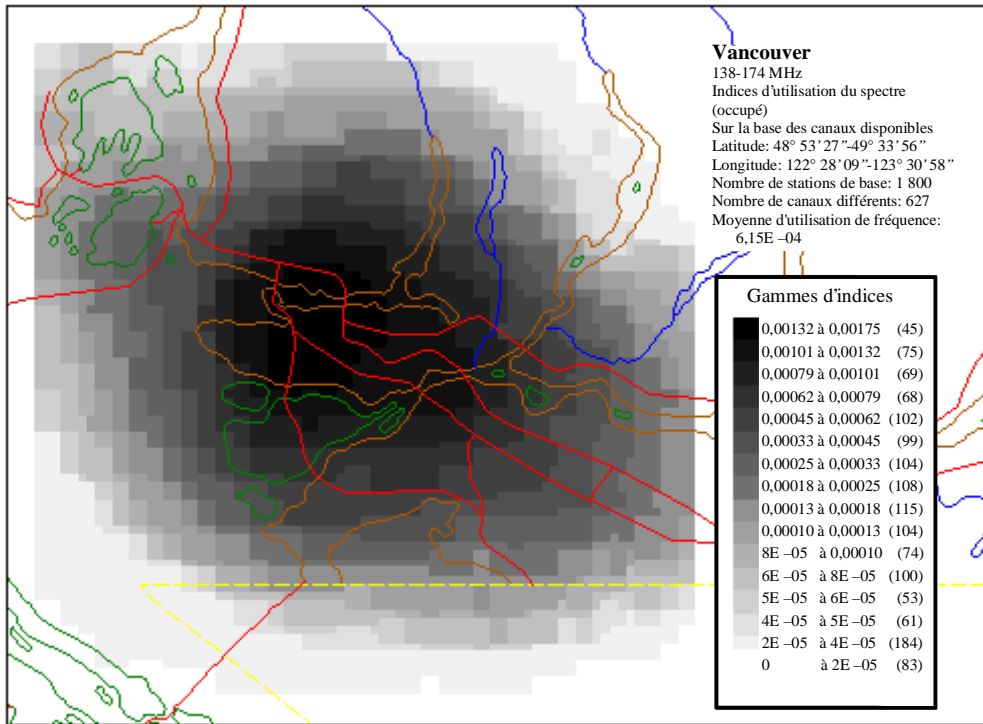 Vancouver
138-174 MHz
Indices d'utilisation du spectre
(occupé)
Sur la base des canaux disponibles
Latitude: 48° 53'27"-49° 33'56"
Longitude: 122° 28'09"-123° 30'58"
Nombre de stations de base: 1 800
Nombre de canaux différents: 627
Moyenne d'utilisation de fréquence:
6,15E –04
Gammes d'indices
0,00132 à 0,00175 (45)
0,00101 à 0,00132 (75)
0,00079 à 0,00101 (69)
0,00062 à 0,00079 (68)
0,00045 à 0,00062 (102)
0,00033 à 0,00045 (99)
0,00025 à 0,00033 (104)
0,00018 à 0,00025 (108)
0,00013 à 0,00018 (115)
0,00010 à 0,00013 (104)
8E –05 à 0,00010 (74)
6E –05 à 8E –05 (100)
5E –05 à 6E –05 (53)
4E –05 à 5E –05 (61)
2E –05 à 4E –05 (184)
0 à 2E –05 (83)